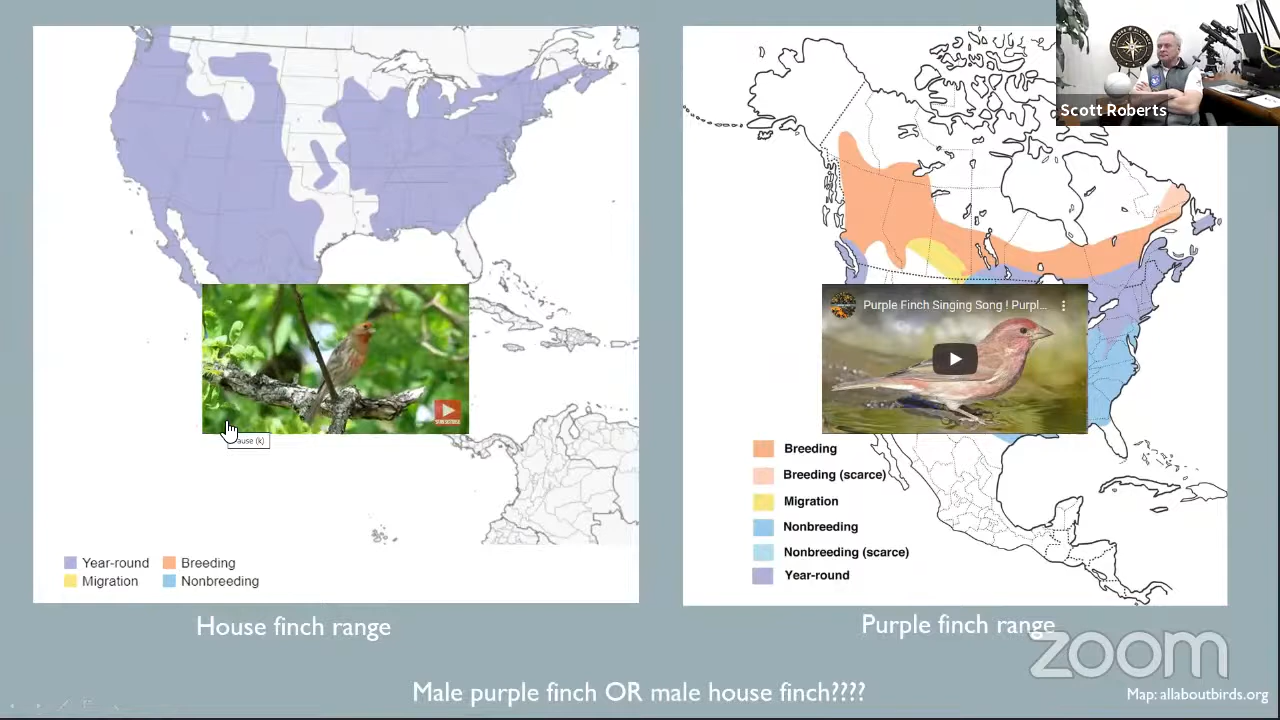 Scott Roberts
Purple Finch Singing Song ! Purpl...
ause (k)
Breeding
Breeding (scarce)
Migration
Nonbreeding
Nonbreeding (scarce)
Year-round
Year-round
Breeding
Migration
Nonbreeding
House finch range
Purple finch range
zoom
Male purple finch OR male house finch????
Map: allaboutbirds.org